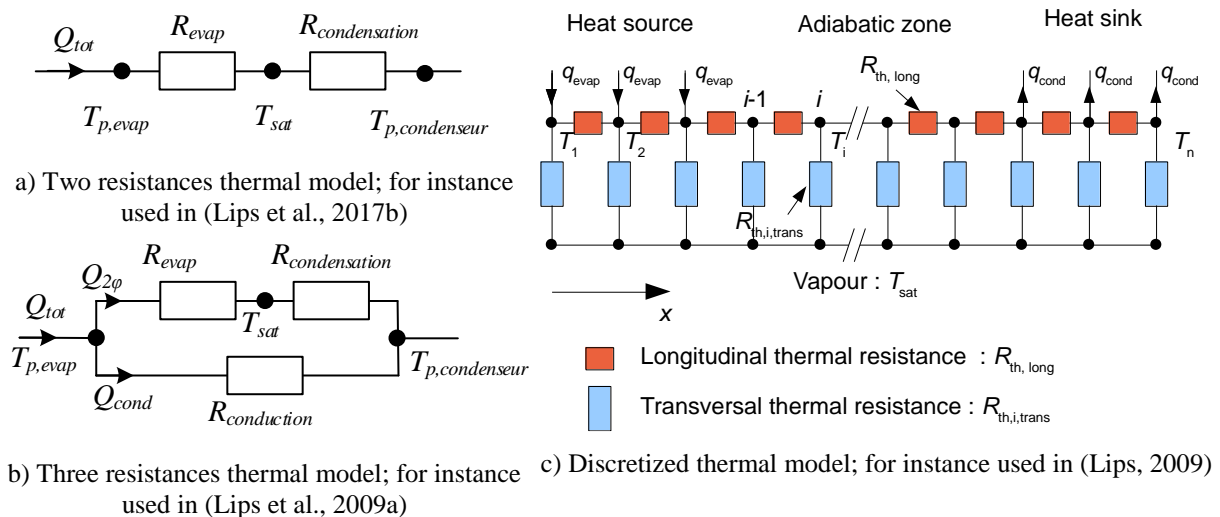 R_evap R_condensation
Q_tot
T_p,evap T_sat T_p,condenseur
a) Two resistances thermal model; for instance
used in (Lips et al., 2017b)
R_evap R_condensation
Q_2φ
Q_tot
T_sat
T_p,evap T_p,condenseur
Q_cond
R_conduction
b) Three resistances thermal model; for instance
used in (Lips et al., 2009a)
Heat source Adiabatic zone Heat sink
q_evap q_evap q_evap R_th, long q_cond q_cond q_cond
i-1 i
T_1 T_2 T_i T_n
R_th,i,trans
Vapour : T_sat
x
Longitudinal thermal resistance : R_th, long
Transversal thermal resistance : R_th,i,trans
c) Discretized thermal model; for instance used in (Lips, 2009)